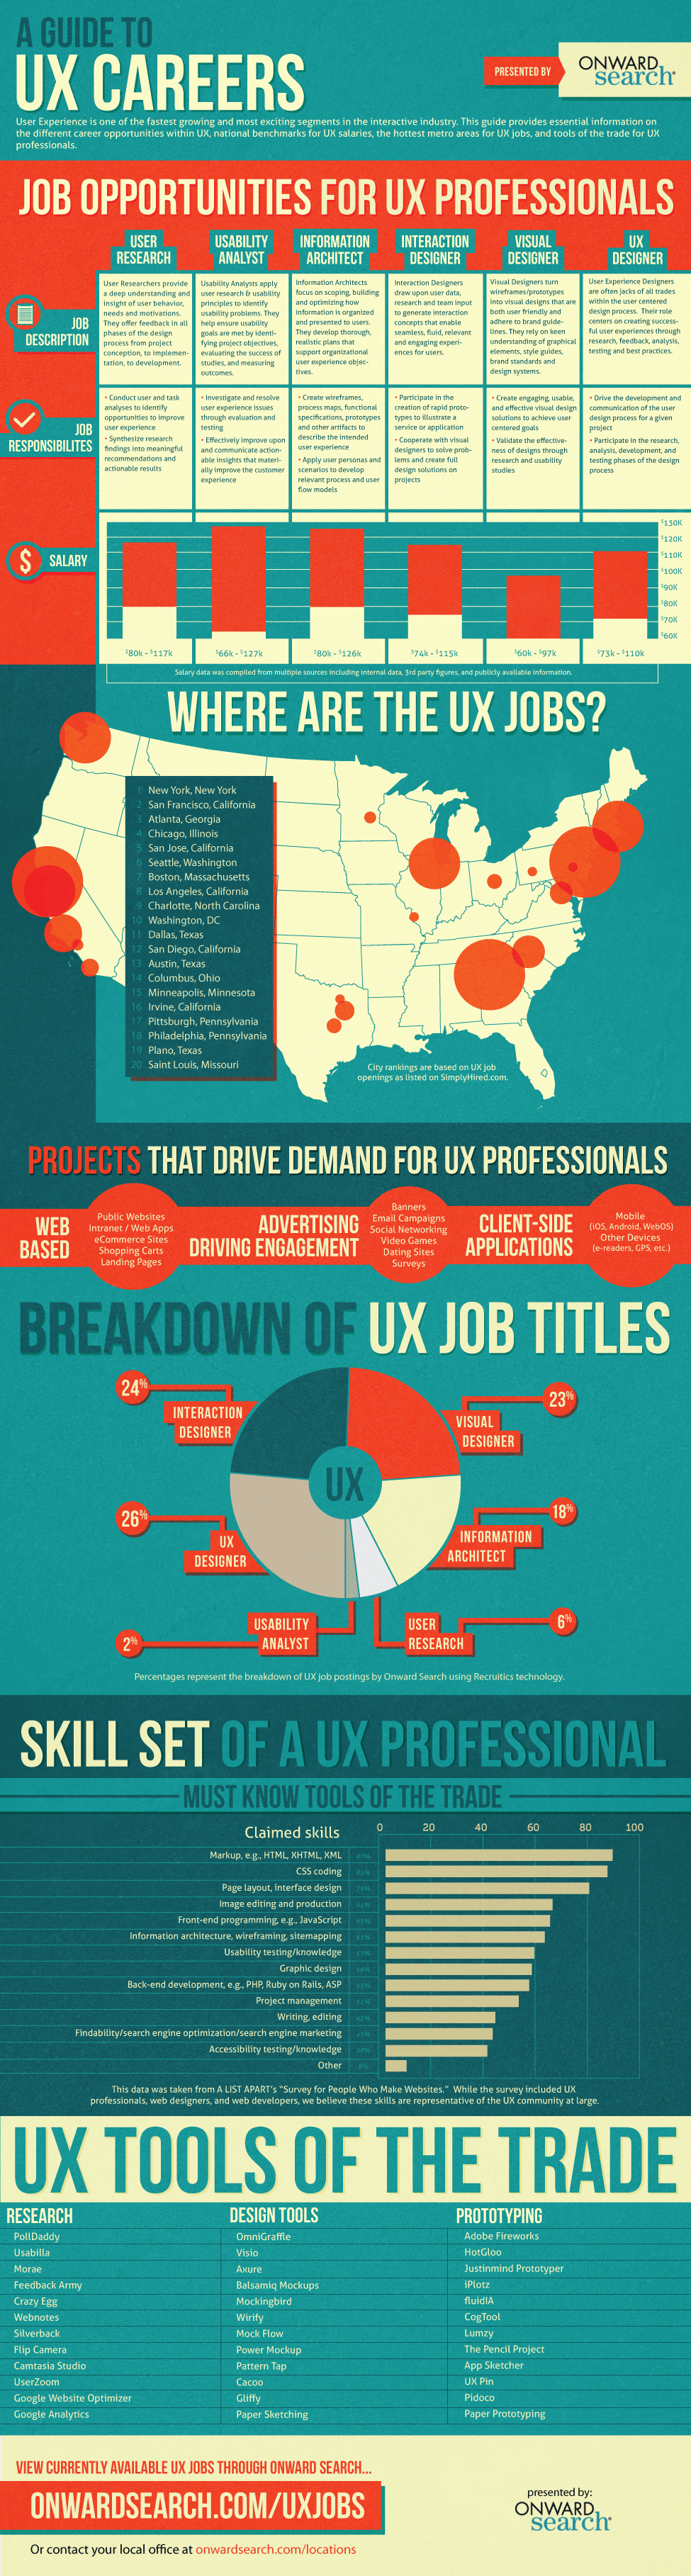 A GUIDE TO
UX CAREERS
PRESENTED BY
ONWARD
search
User Experience is one of the fastest growing and most exciting segments in the interactive industry. This guide provides essential information on
the different career opportunities within UX, national benchmarks for UX salaries, the hottest metro areas for UX jobs, and tools of the trade for UX
professionals.
JOB OPPORTUNITIES FOR UX PROFESSIONALS
USER
RESEARCH
USABILITY
ANALYST
INFORMATION
ARCHITECT
INTERACTION
DESIGNER
VISUAL
DESIGNER
UX
DESIGNER
JOB
DESCRIPTION
User Researchers provide
a deep understanding and
insight of user behavior,
needs and motivations.
They offer feedback in all
phases of the design
process from project
conception, to implemen-
tation, to development.
Usability Analysts apply
user research & usability
principles to identify
usability problems. They
help ensure usability
goals are met by identi-
fying project objectives,
evaluating the success of
studies, and measuring
outcomes.
Information Architects
focus on scoping, building
and optimizing how
information is organized
and presented to users.
They develop thorough,
realistic plans that
support organizational
user experience objec-
tives.
Interaction Designers
draw upon user data,
research and team input
to generate interaction
concepts that enable
seamless, fluid, relevant
and engaging experi-
ences for users.
Visual Designers turn
wireframes/prototypes
into visual designs that are
both user friendly and
adhere to brand guide-
lines. They rely on keen
understanding of graphical
elements, style guides,
brand standards and
design systems.
User Experience Designers
are often jacks of all trades
within the user centered
design process. Their role
centers on creating success-
ful user experiences through
research, feedback, analysis,
testing and best practices.
JOB
RESPONSIBILITES
• Conduct user and task
analyses to identify
opportunities to improve
user experience
• Synthesize research
findings into meaningful
recommendations and
actionable results
• Investigate and resolve
user experience issues
through evaluation and
testing
• Effectively improve upon
and communicate action-
able insights that materi-
ally improve the customer
experience
• Create wireframes,
process maps, functional
specifications, prototypes
and other artifacts to
describe the intended
user experience
• Apply user personas and
scenarios to develop
relevant process and user
flow models
• Participate in the
creation of rapid proto-
types to illustrate a
service or application
• Cooperate with visual
designers to solve prob-
lems and create full
design solutions on
projects
• Create engaging, usable,
and effective visual design
solutions to achieve user
centered goals
• Validate the effective-
ness of designs through
research and usability
studies
• Drive the development and
communication of the user
design process for a given
project
• Participate in the research,
analysis, development, and
testing phases of the design
process
$ SALARY
$130K
$120K
$110K
$100K
$90K
$80K
$70K
$60K
$80k - $117k
$66k - $127k
$80k - $126k
$74k - $115k
$60k - $97k
$73k - $110k
Salary data was compiled from multiple sources including internal data, 3rd party figures, and publicly available information.
WHERE ARE THE UX JOBS?
1 New York, New York
2 San Francisco, California
3 Atlanta, Georgia
4 Chicago, Illinois
5 San Jose, California
6 Seattle, Washington
7 Boston, Massachusetts
8 Los Angeles, California
9 Charlotte, North Carolina
10 Washington, DC
11 Dallas, Texas
12 San Diego, California
13 Austin, Texas
14 Columbus, Ohio
15 Minneapolis, Minnesota
16 Irvine, California
17 Pittsburgh, Pennsylvania
18 Philadelphia, Pennsylvania
19 Plano, Texas
20 Saint Louis, Missouri
City rankings are based on UX job
openings as listed on SimplyHired.com.
PROJECTS THAT DRIVE DEMAND FOR UX PROFESSIONALS
WEB
BASED
Public Websites
Intranet / Web Apps
eCommerce Sites
Shopping Carts
Landing Pages
ADVERTISING
DRIVING ENGAGEMENT
Banners
Email Campaigns
Social Networking
Video Games
Dating Sites
Surveys
CLIENT-SIDE
APPLICATIONS
Mobile
(iOS, Android, WebOS)
Other Devices
(e-readers, GPS, etc.)
BREAKDOWN OF UX JOB TITLES
24%
INTERACTION
DESIGNER
23%
VISUAL
DESIGNER
UX
26%
UX
DESIGNER
18%
INFORMATION
ARCHITECT
2%
USABILITY
ANALYST
6%
USER
RESEARCH
Percentages represent the breakdown of UX job postings by Onward Search using Recruitics technology.
SKILL SET OF A UX PROFESSIONAL
MUST KNOW TOOLS OF THE TRADE
Claimed skills
0 20 40 60 80 100
Markup, e.g., HTML, XHTML, XML
CSS coding
Page layout, interface design
Image editing and production
Front-end programming, e.g., JavaScript
Information architecture, wireframing, sitemapping
Usability testing/knowledge
Graphic design
Back-end development, e.g., PHP, Ruby on Rails, ASP
Project management
Writing, editing
Findability/search engine optimization/search engine marketing
Accessibility testing/knowledge
Other
This data was taken from A LIST APART's "Survey for People Who Make Websites." While the survey included UX
professionals, web designers, and web developers, we believe these skills are representative of the UX community at large.
UX TOOLS OF THE TRADE
RESEARCH
PollDaddy
Usabilla
Morae
Feedback Army
Crazy Egg
Webnotes
Silverback
Flip Camera
Camtasia Studio
UserZoom
Google Website Optimizer
Google Analytics
DESIGN TOOLS
OmniGraffle
Visio
Axure
Balsamiq Mockups
Mockingbird
Wirify
Mock Flow
Power Mockup
Pattern Tap
Cacoo
Gliffy
Paper Sketching
PROTOTYPING
Adobe Fireworks
HotGloo
Justinmind Prototyper
iPlotz
fluidIA
CogTool
Lumzy
The Pencil Project
App Sketcher
UX Pin
Pidoco
Paper Prototyping
VIEW CURRENTLY AVAILABLE UX JOBS THROUGH ONWARD SEARCH...
ONWARDSEARCH.COM/UXJOBS
Or contact your local office at onwardsearch.com/locations
presented by:
ONWARD
search